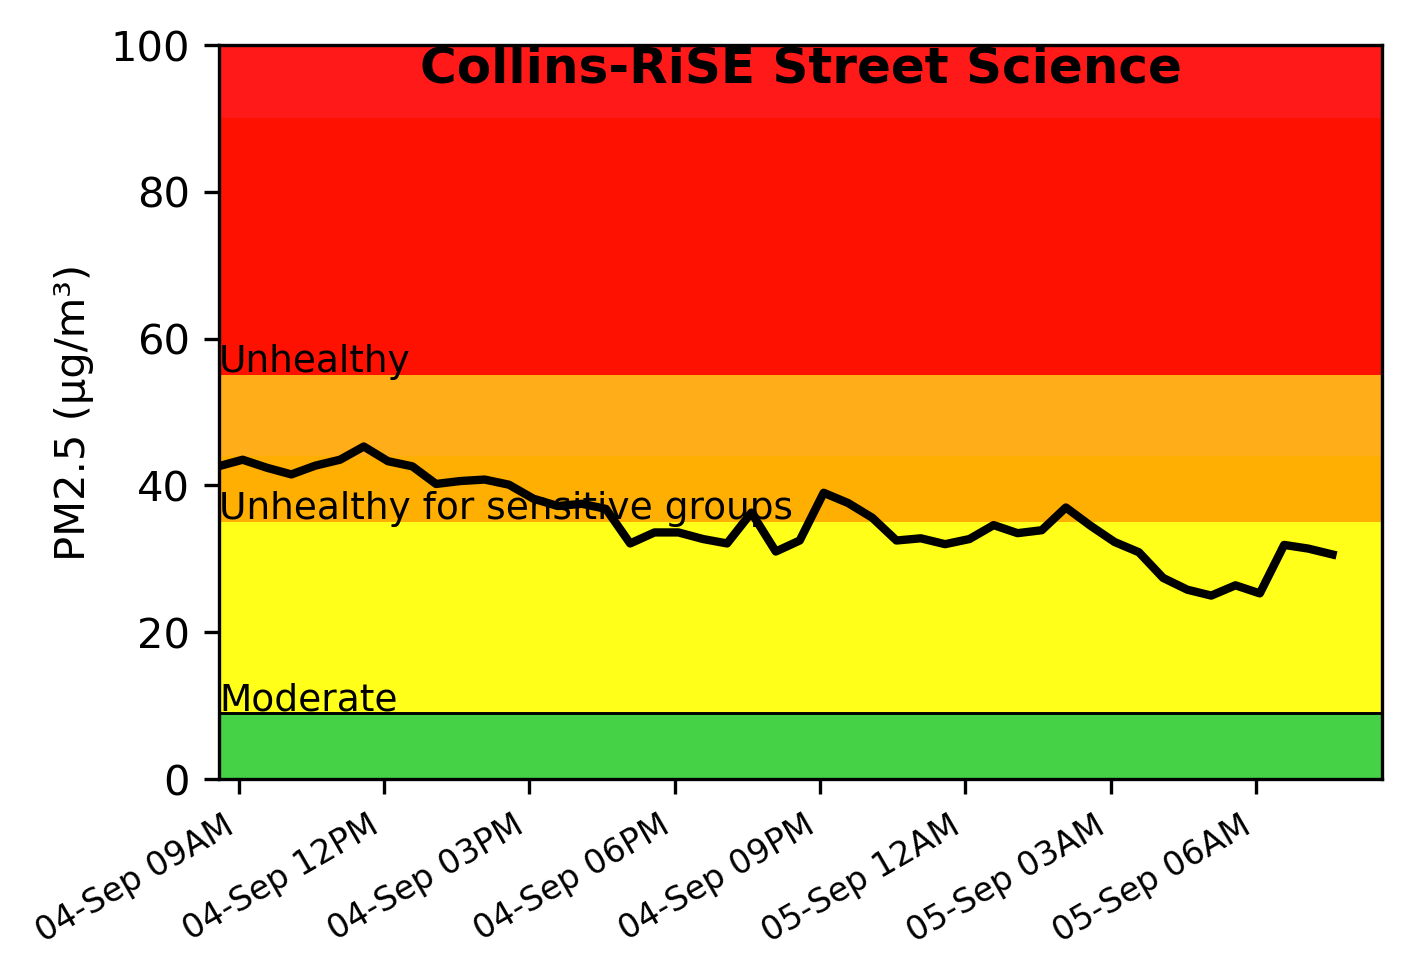 Collins-RiSE Street Science
100
80
60
40
20
0
PM2.5 (µg/m³)
Unhealthy
Unhealthy for sensitive groups
Moderate
04-Sep 09AM
04-Sep 12PM
04-Sep 03PM
04-Sep 06PM
04-Sep 09PM
05-Sep 12AM
05-Sep 03AM
05-Sep 06AM